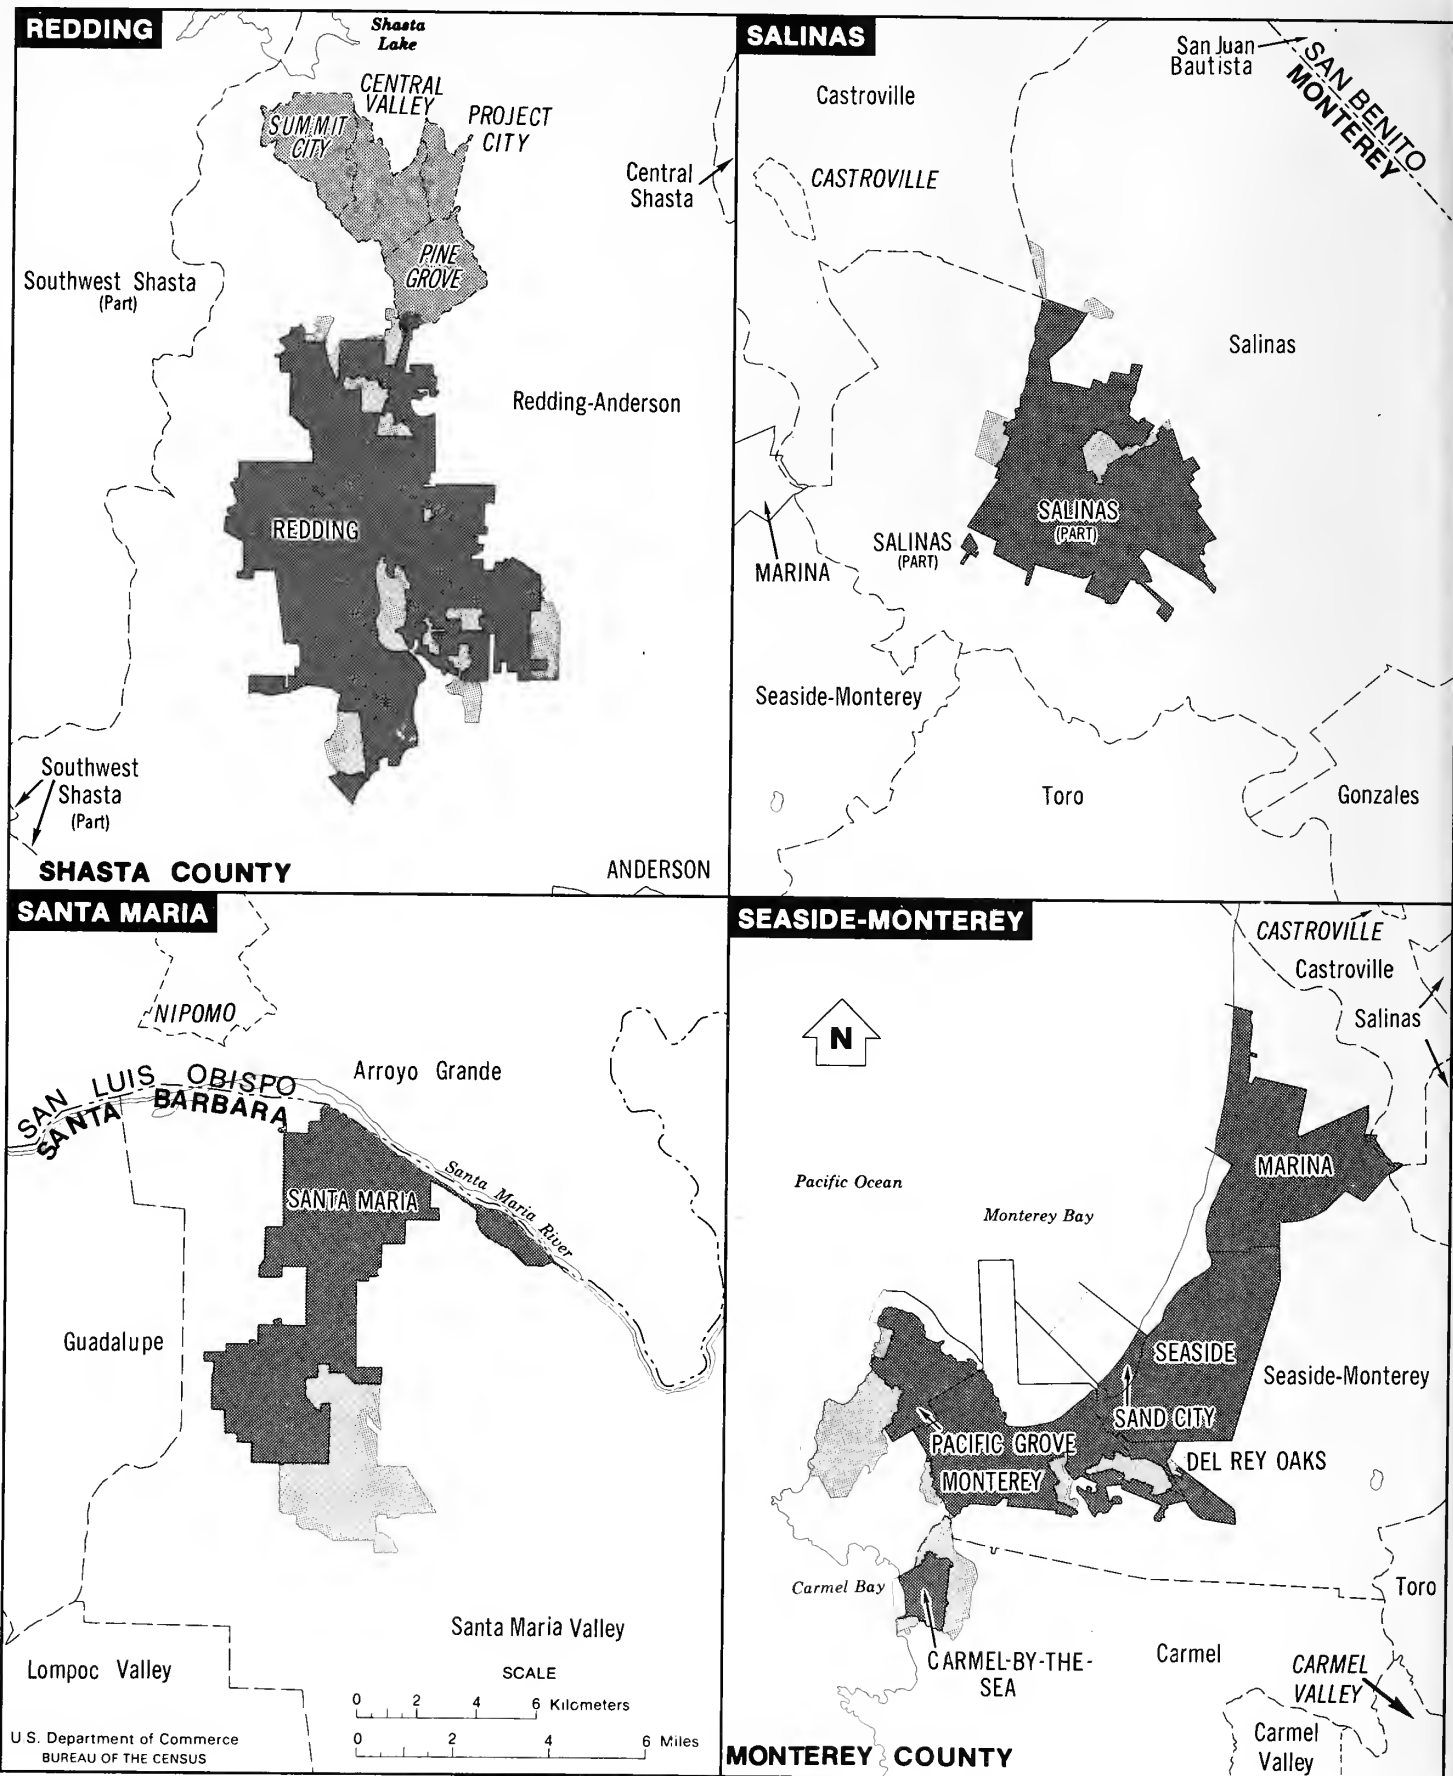 REDDING
Shasta
Lake
CENTRAL
VALLEY
PROJECT
CITY
SUMMIT
CITY
Central
Shasta
PINE
GROVE
Southwest Shasta
(Part)
Redding-Anderson
REDDING
Southwest
Shasta
(Part)
SHASTA COUNTY
ANDERSON
SALINAS
San Juan
Bautista
SAN BENITO
MONTEREY
Castroville
CASTROVILLE
Salinas
SALINAS
(PART)
SALINAS
(PART)
MARINA
Seaside-Monterey
Toro
Gonzales
SANTA MARIA
NIPOMO
Arroyo Grande
SAN LUIS OBISPO
SANTA BARBARA
Santa Maria River
SANTA MARIA
Guadalupe
Santa Maria Valley
Lompoc Valley
SCALE
0 2 4 6 Kilometers
0 2 4 6 Miles
U.S. Department of Commerce
BUREAU OF THE CENSUS
SEASIDE-MONTEREY
CASTROVILLE
Castroville
Salinas
N
MARINA
Pacific Ocean
Monterey Bay
SEASIDE
Seaside-Monterey
SAND CITY
PACIFIC GROVE
DEL REY OAKS
MONTEREY
Carmel Bay
Toro
CARMEL-BY-THE-
SEA
Carmel
CARMEL
VALLEY
Carmel
Valley
MONTEREY COUNTY